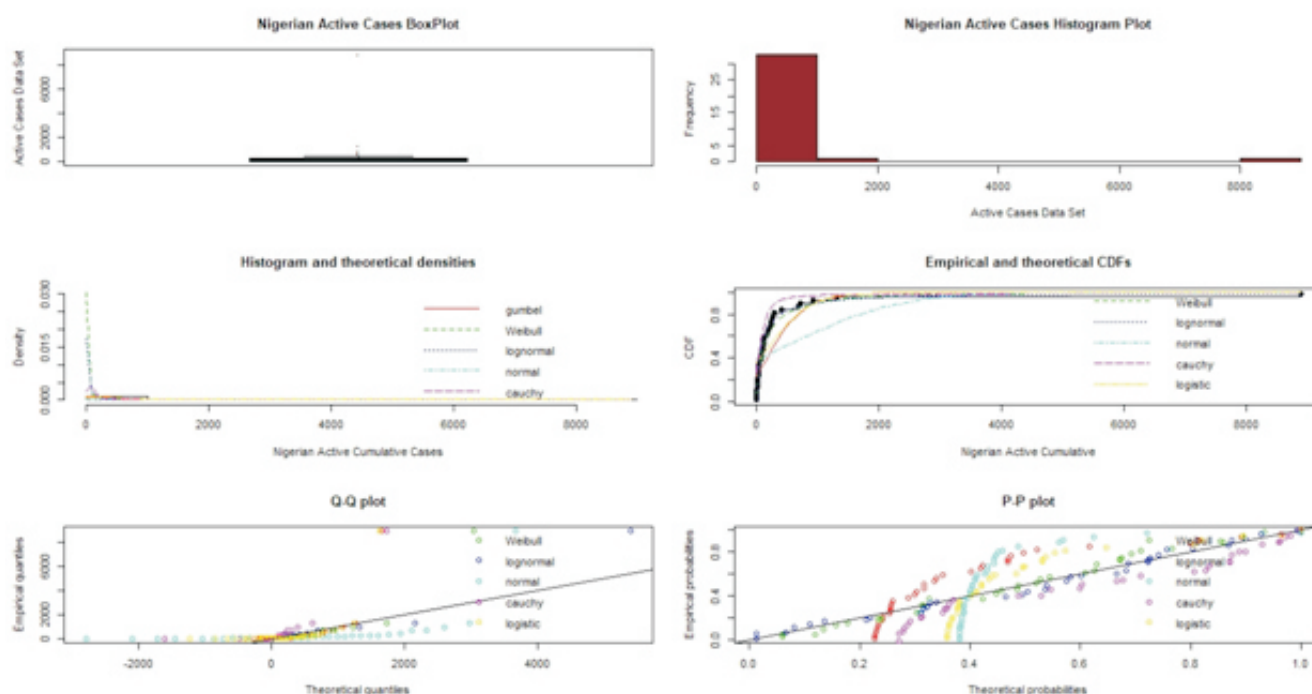 Nigerian Active Cases BoxPlot
Active Cases Data Set
0 2000 6000
Nigerian Active Cases Histogram Plot
Frequency
0 5 15 25
0 2000 4000 6000 8000
Active Cases Data Set
Histogram and theoretical densities
Density
0.000 0.015 0.030
gumbel
Weibull
lognormal
normal
cauchy
0 2000 4000 6000 8000
Nigerian Active Cumulative Cases
Empirical and theoretical CDFs
CDF
0.0 0.4 0.8
Weibull
lognormal
normal
cauchy
logistic
0 2000 4000 6000 8000
Nigerian Active Cumulative
Q-Q plot
Empirical quantiles
0 2000 6000
Weibull
lognormal
normal
cauchy
logistic
-2000 0 2000 4000
Theoretical quantiles
P-P plot
Empirical probabilities
0.0 0.4 0.8
Weibull
lognormal
normal
cauchy
logistic
0.0 0.2 0.4 0.6 0.8 1.0
Theoretical probabilities